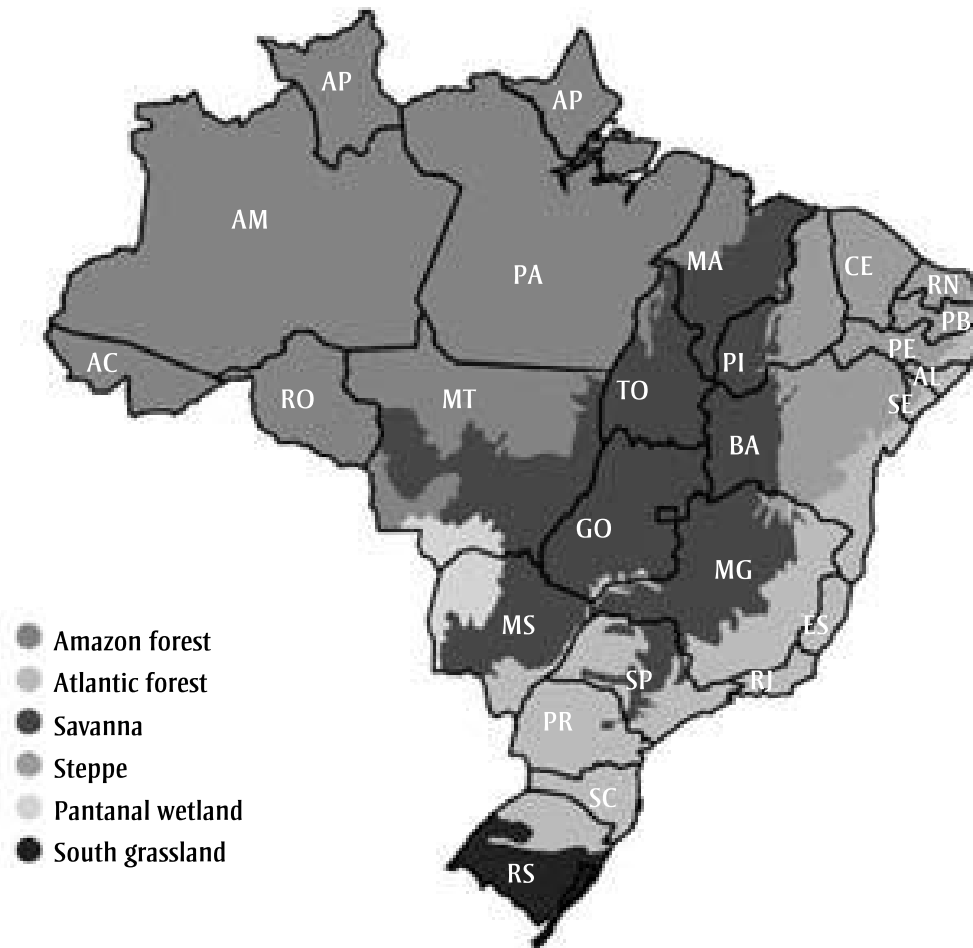 AP
AP
AM
PA
MA
CE
RN
PB
PE
AL
SE
AC
RO
MT
TO
PI
BA
GO
MG
MS
ES
SP
RJ
PR
SC
RS
Amazon forest
Atlantic forest
Savanna
Steppe
Pantanal wetland
South grassland